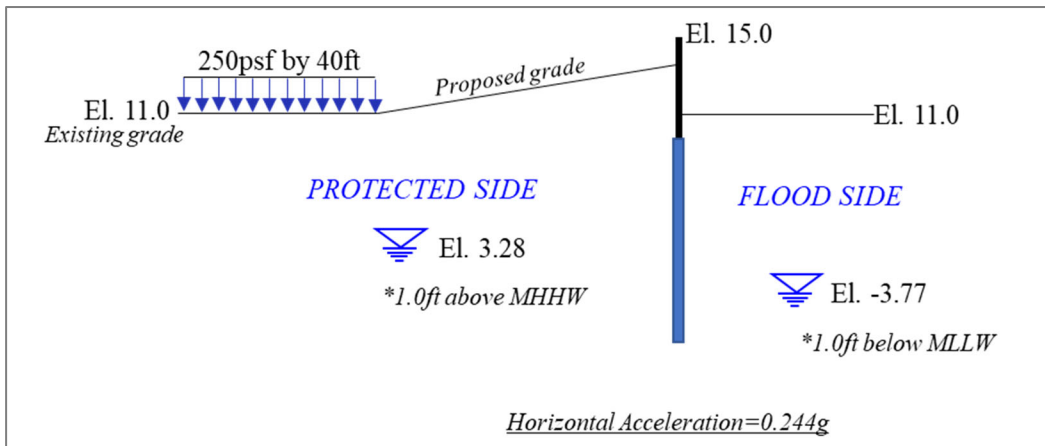 El. 15.0
250psf by 40ft
Proposed grade
El. 11.0
Existing grade
El. 11.0
PROTECTED SIDE
FLOOD SIDE
El. 3.28
*1.0ft above MHHW
El. -3.77
*1.0ft below MLLW
Horizontal Acceleration=0.244g